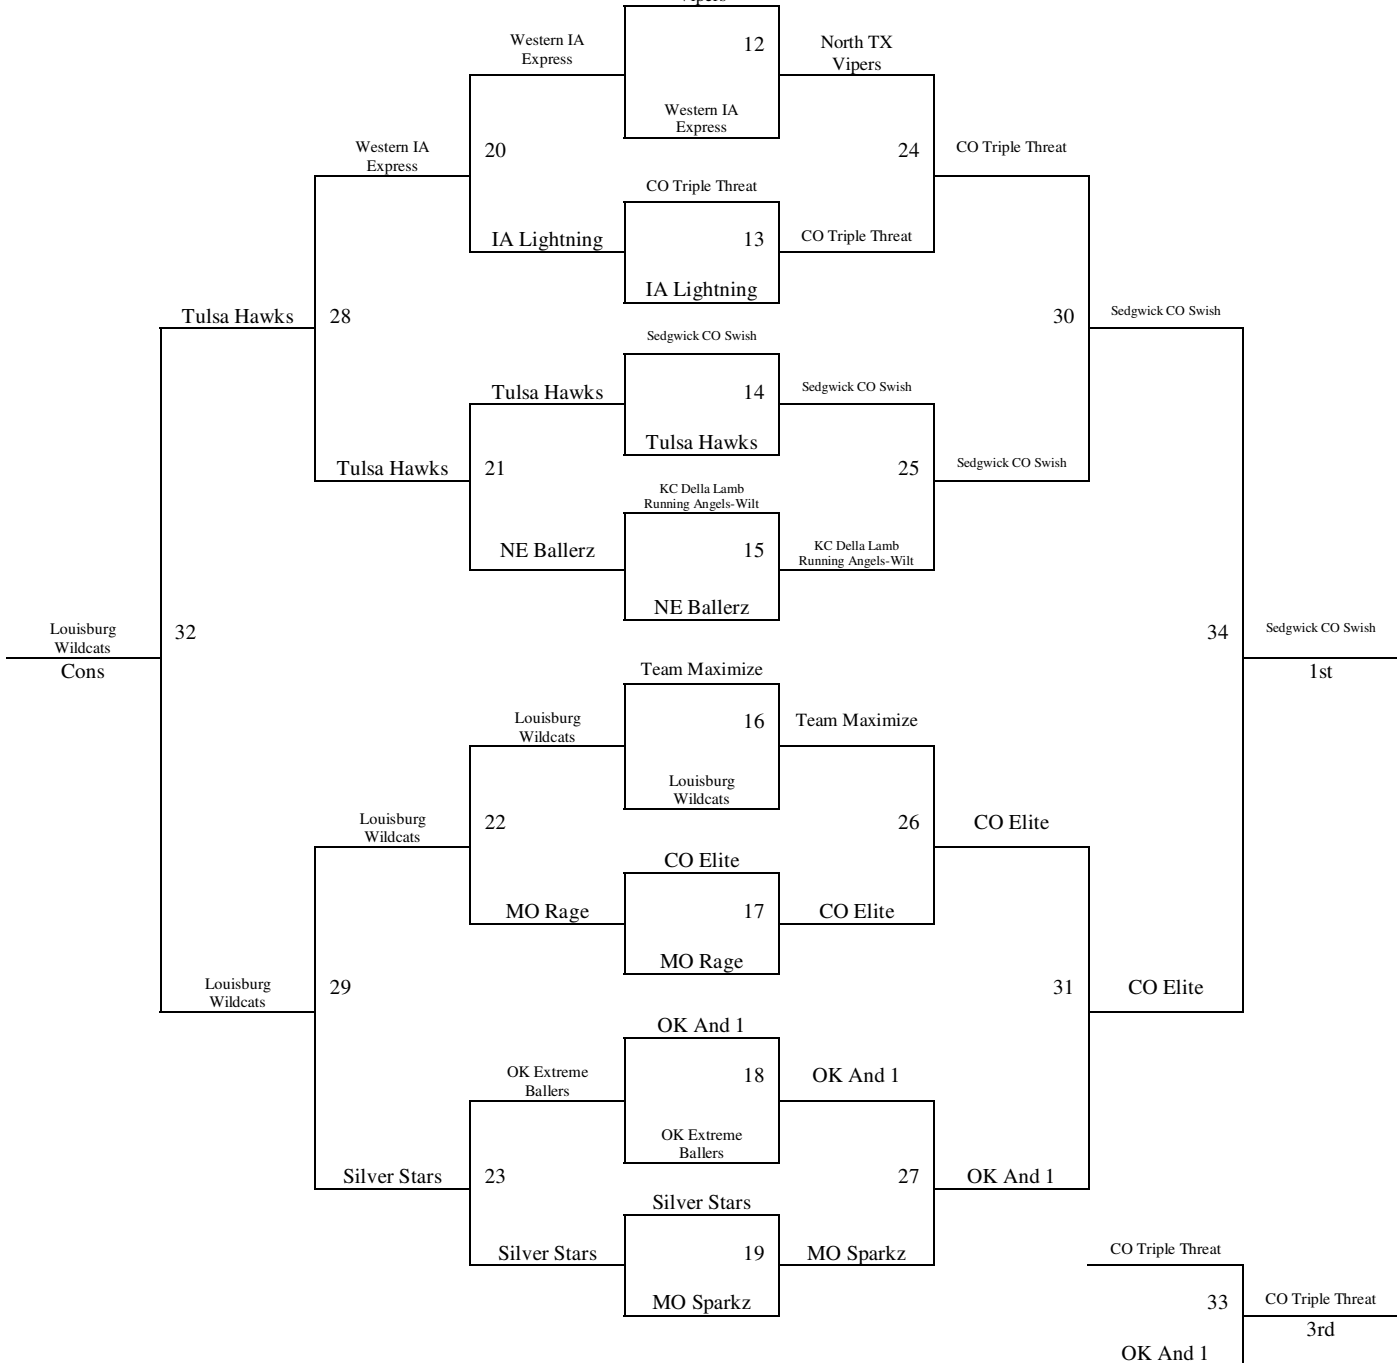 Western IA
Express
12
North TX
Vipers
Western IA
Express
Western IA
Express
20
24
CO Triple Threat
CO Triple Threat
IA Lightning
13
CO Triple Threat
IA Lightning
Tulsa Hawks
28
30
Sedgwick CO Swish
Sedgwick CO Swish
Tulsa Hawks
14
Sedgwick CO Swish
Tulsa Hawks
Tulsa Hawks
21
25
Sedgwick CO Swish
KC Della Lamb
Running Angels-Wilt
NE Ballerz
15
KC Della Lamb
Running Angels-Wilt
NE Ballerz
Louisburg
Wildcats
Cons
32
34
Sedgwick CO Swish
1st
Team Maximize
Louisburg
Wildcats
16
Team Maximize
Louisburg
Wildcats
Louisburg
Wildcats
22
26
CO Elite
CO Elite
MO Rage
17
CO Elite
MO Rage
Louisburg
Wildcats
29
31
CO Elite
OK And 1
OK Extreme
Ballers
18
OK And 1
OK Extreme
Ballers
Silver Stars
23
27
OK And 1
Silver Stars
Silver Stars
19
MO Sparkz
MO Sparkz
CO Triple Threat
33
CO Triple Threat
3rd
OK And 1